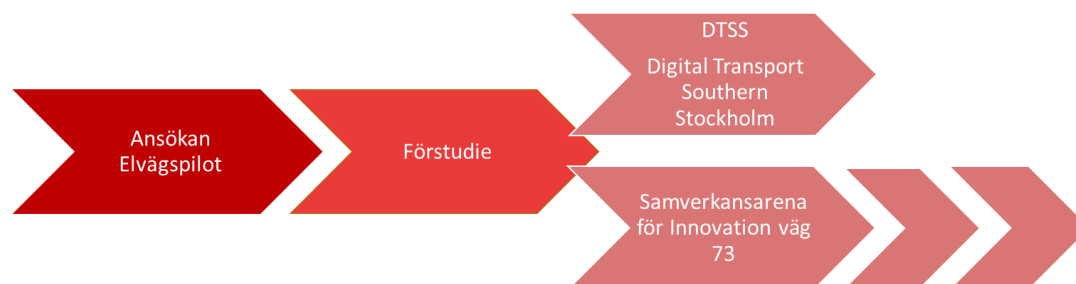 Ansökan
Elvägspilot
Förstudie
DTSS
Digital Transport
Southern
Stockholm
Samverkansarena
för Innovation väg
73